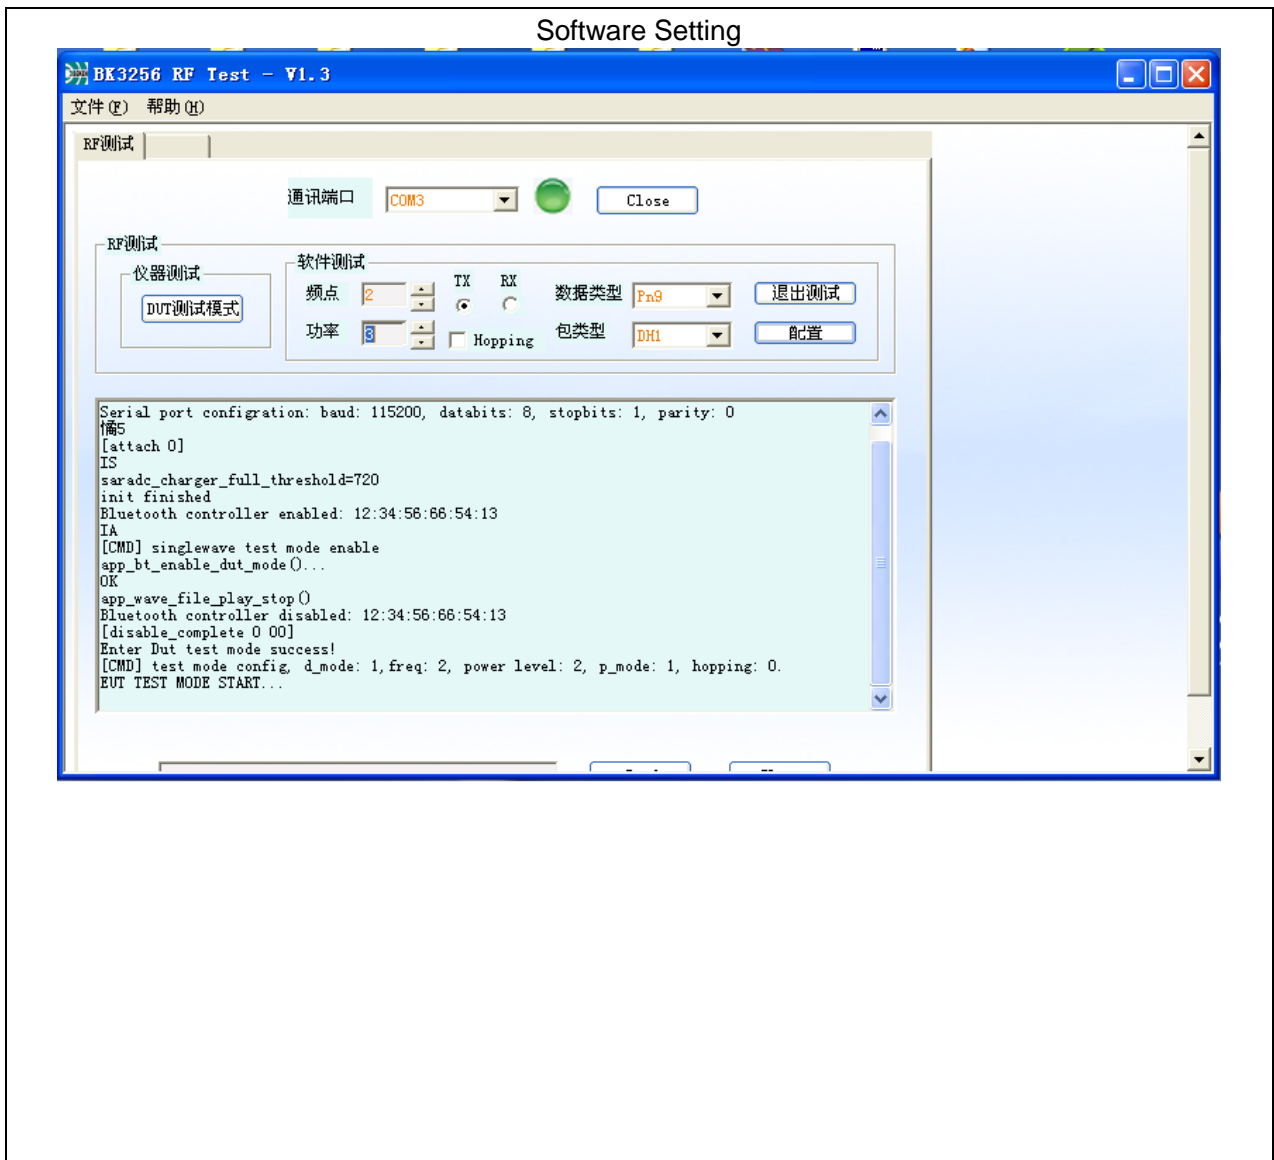 Software Setting
BK3256 RF Test - V1.3
文件(F) 帮助(H)
RF测试
通讯端口 COM3 Close
RF测试
仪器测试
DUT测试模式
软件测试
频点 2 TX RX 数据类型 Pn9 退出测试
功率 3 Hopping 包类型 DH1 配置
Serial port configration: baud: 115200, databits: 8, stopbits: 1, parity: 0
5
[attach 0]
IS
saradc_charger_full_threshold=720
init finished
Bluetooth controller enabled: 12:34:56:66:54:13
IA
[CMD] singlewave test mode enable
app_bt_enable_dut_mode()...
OK
app_wave_file_play_stop()
Bluetooth controller disabled: 12:34:56:66:54:13
[disable_complete 0 00]
Enter Dut test mode success!
[CMD] test mode config, d_mode: 1,freq: 2, power level: 2, p_mode: 1, hopping: 0.
EUT TEST MODE START...